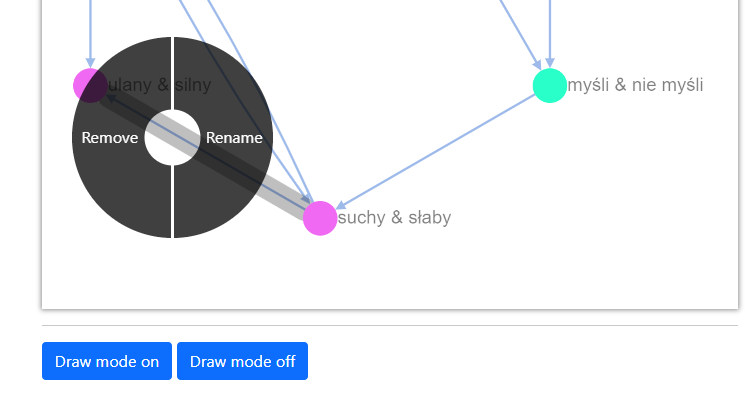 ulany & silny
myśli & nie myśli
Remove
Rename
suchy & słaby
Draw mode on
Draw mode off